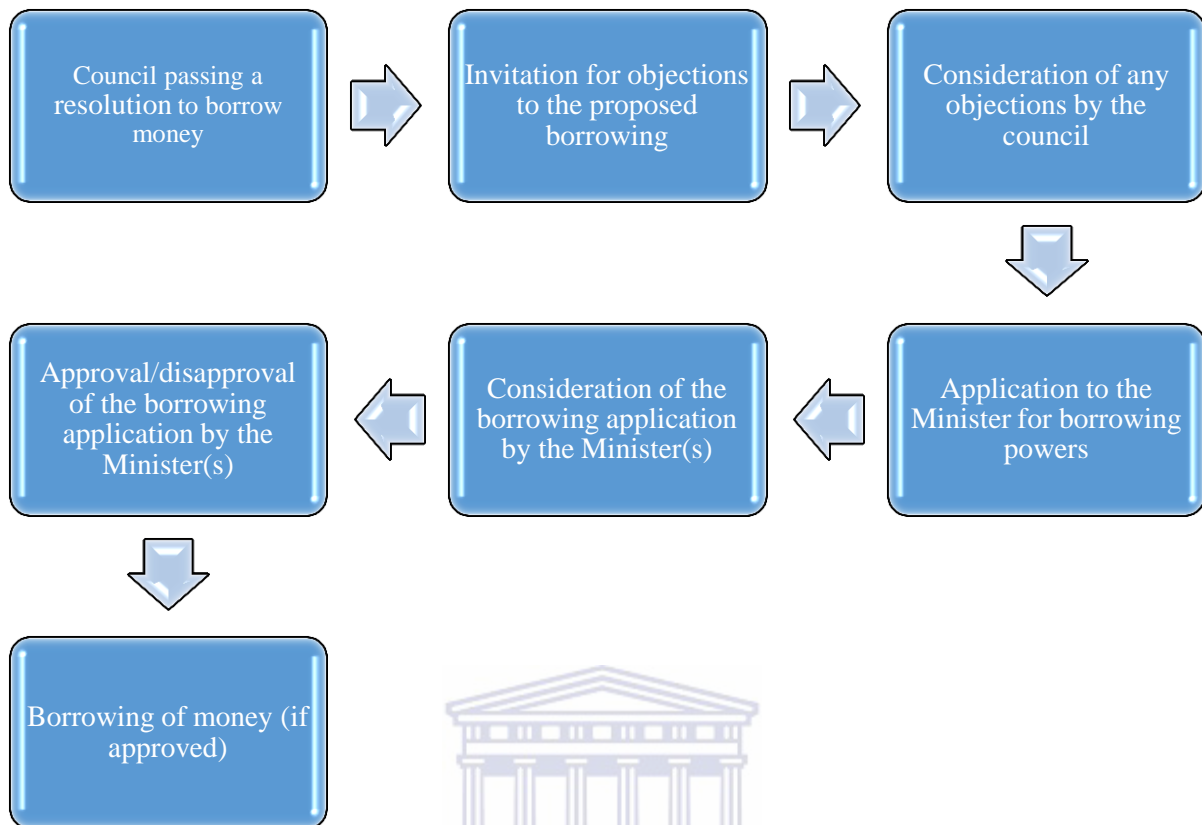 Council passing a
resolution to borrow
money
Invitation for objections
to the proposed
borrowing
Consideration of any
objections by the
council
Application to the
Minister for borrowing
powers
Consideration of the
borrowing application
by the Minister(s)
Approval/disapproval
of the borrowing
application by the
Minister(s)
Borrowing of money (if
approved)